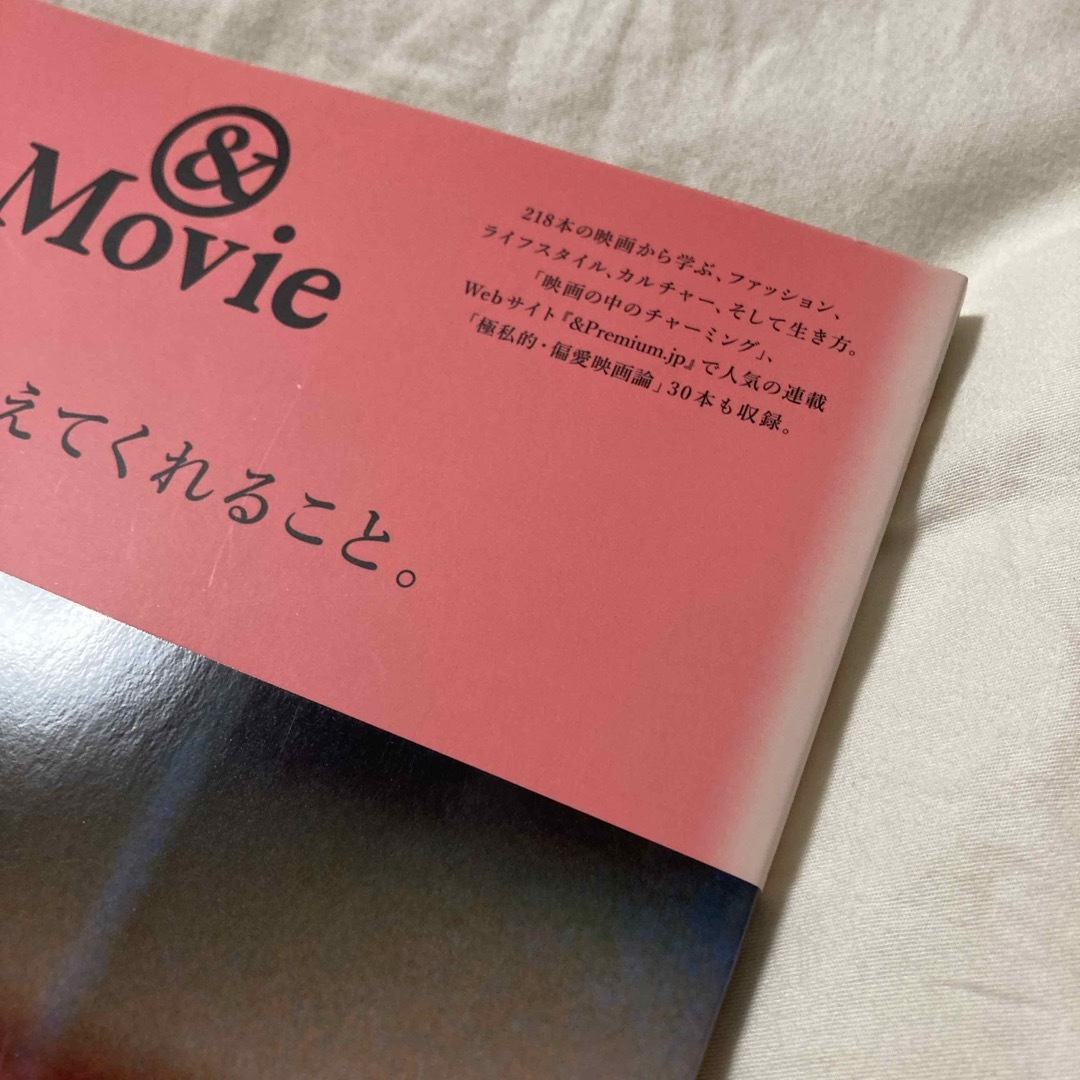 &
Movie
218本の映画から学ぶ、ファッション、
ライフスタイル、カルチャー、そして生き方。
「映画の中のチャーミング」、
Webサイト『&Premium.jp』で人気の連載
「極私的・偏愛映画論」30本も収録。
えてくれること。